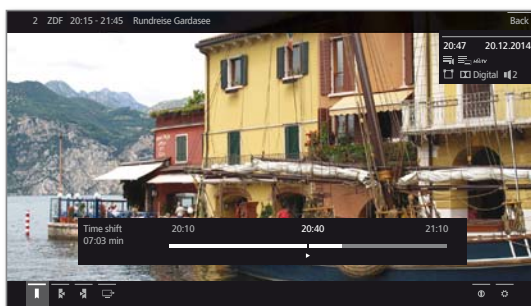 2 ZDF 20:15 - 21:45 Rundreise Gardasee Back
20:47 20.12.2014
Digital 2
Time shift 20:10 20:40 21:10
07:03 min